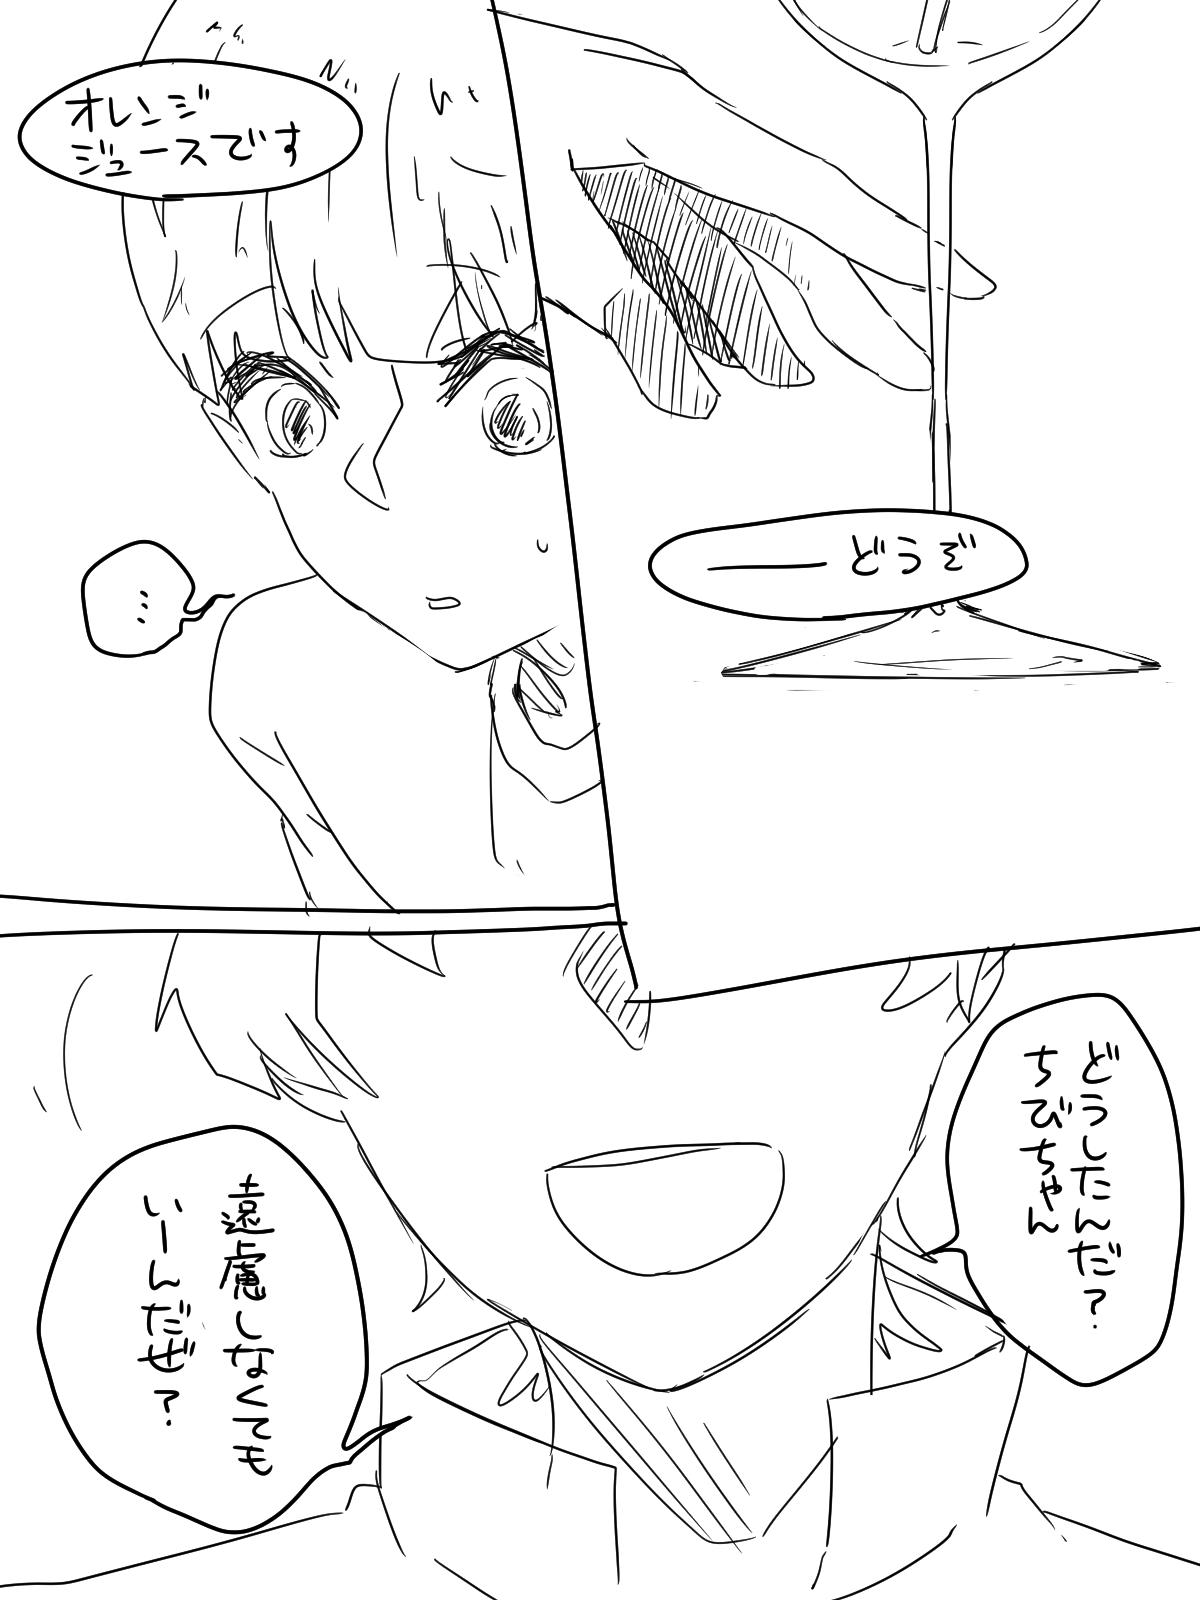 ――どうぞ
オレンジ
ジュースです
…
どうしたんだ?
ちびちゃん
遠慮しなくても
いーんだぜ?